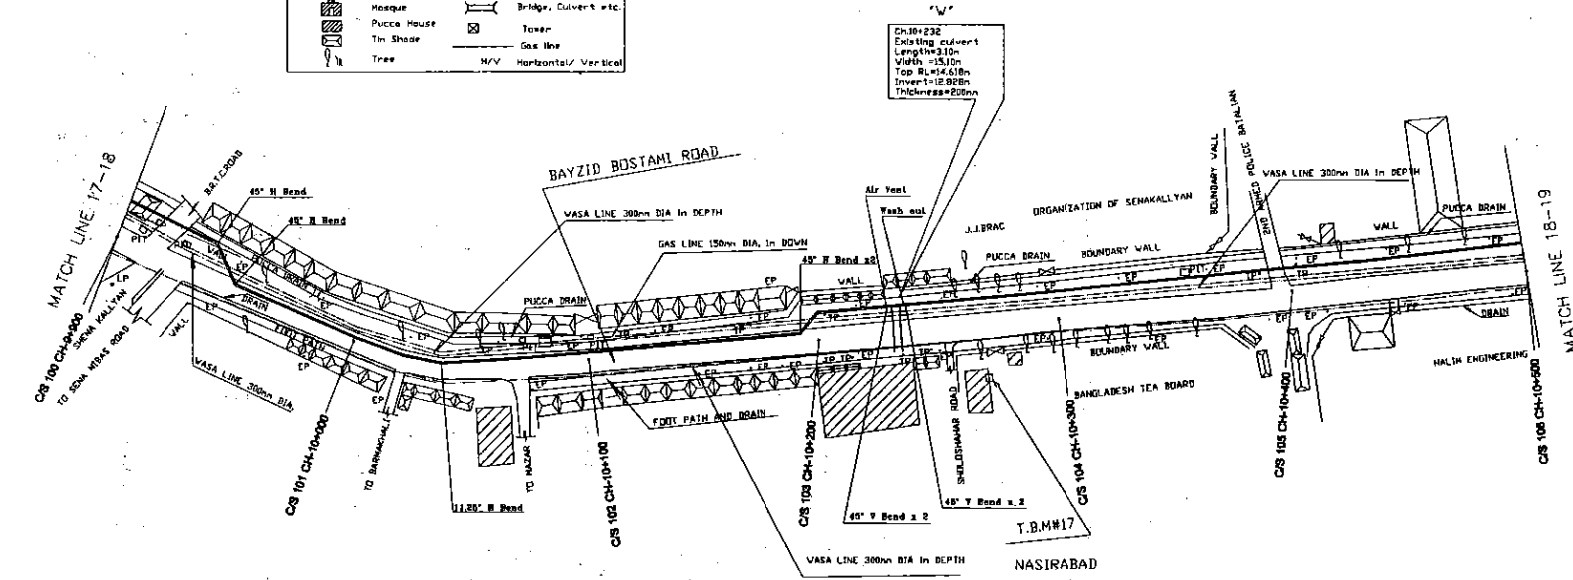 Mosque
Bridge, Culvert etc.
Pucca House
Tower
Tin Shade
Gas line
Tree
H/V Horizontal/ Vertical
"W"
Ch.10+232
Existing culvert
Length=3.10m
Width =15.10m
Top RL=14.618m
Invert=12.828m
Thickness=200mm
MATCH LINE 17-18
B.R.T.C.ROAD
45° H Bend
45° H Bend
BAYZID BOSTAMI ROAD
WASA LINE 300mm DIA In DEPTH
GAS LINE 150mm DIA, In DOWN
45° H Bend x2
Air Vent
Wash out
J.J.BRAC
ORGANIZATION OF SENAKALLYAN
BOUNDARY WALL
2ND ARMED POLICE BATALIAN
WASA LINE 300mm DIA In DEPTH
PUCCA DRAIN
WALL
MATCH LINE 18-19
PIT
WALL
PUCCA DRAIN
EP
PUCCA DRAIN
WALL
PUCCA DRAIN
BOUNDARY WALL
EP
TP
LP
DRAIN
EP
WALL
FOOT PATH
EP
C/S 100 CH-9+900
SHENA KALLYAN
TO SENA NIBAS ROAD
WASA LINE 300mm DIA.
C/S 101 CH-10+000
TO BARMAKHALI
11.25° H Bend
TO MAZAR
C/S 102 CH-10+100
FOOT PATH AND DRAIN
C/S 103 CH-10+200
45° V Bend x 2
SHOLOSHAHAR ROAD
45° V Bend x 2
T.B.M#17
NASIRABAD
WASA LINE 300mm DIA In DEPTH
C/S 104 CH-10+300
BOUNDARY WALL
BANGLADESH TEA BOARD
C/S 105 CH-10+400
DRAIN
HALIM ENGINEERING
C/S 106 CH-10+500